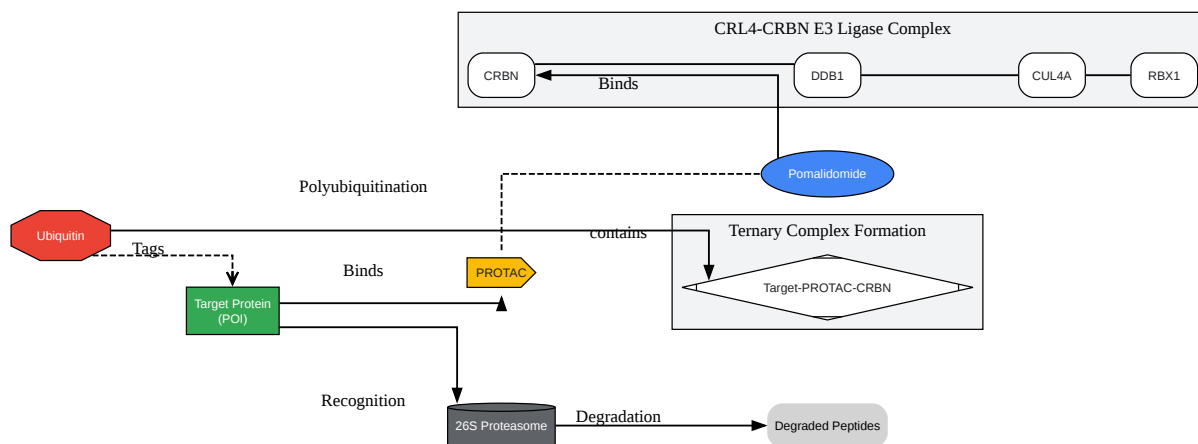 CRL4-CRBN E3 Ligase Complex
CRBN
DDB1
CUL4A
RBX1
Binds
Pomalidomide
Polyubiquitination
Ubiquitin
contains
Ternary Complex Formation
Tags
Binds
PROTAC
Target-PROTAC-CRBN
Target Protein
(POI)
Recognition
26S Proteasome
Degradation
Degraded Peptides